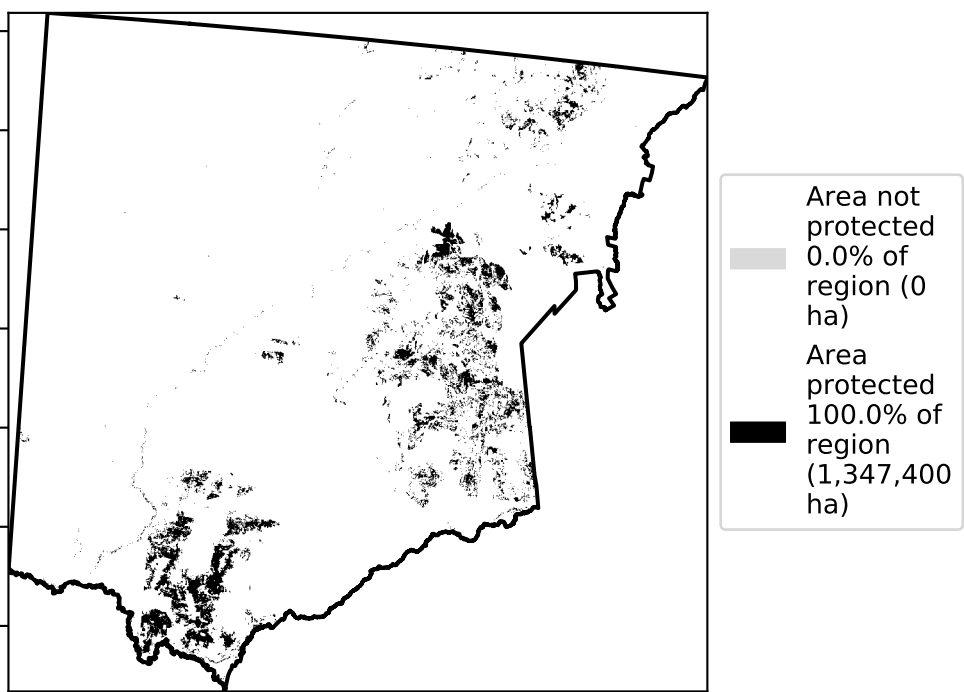 Area not
protected
0.0% of
region (0
ha)
Area
protected
100.0% of
region
(1,347,400
ha)